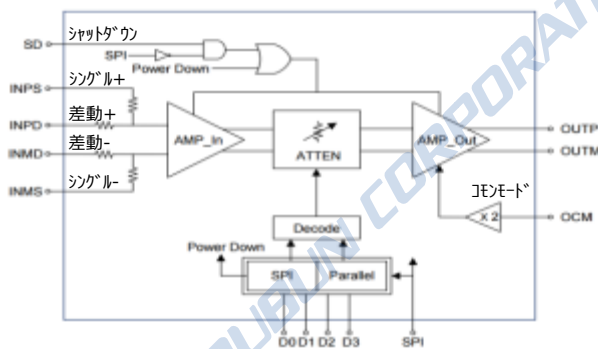 SD シャットダウン
SPI
Power Down
INPS シングル+
INPD 差動+
INMD 差動-
INMS シングル-
AMP_In
ATTEN
AMP_Out
OUTP
OUTM
コモンモード
x 2
OCM
Decode
Power Down
SPI Parallel
D0 D1 D2 D3 SPI
BUBUN CORPORATI